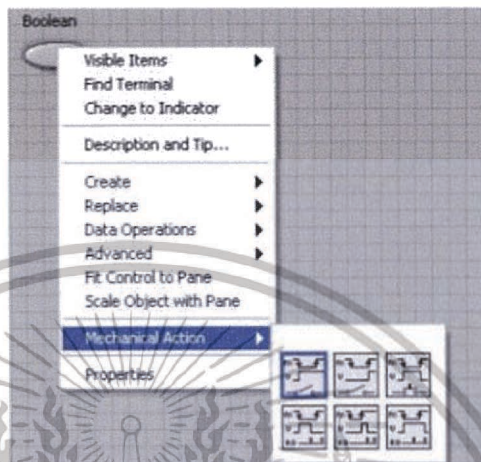 Boolean
Visible Items
Find Terminal
Change to Indicator
Description and Tip...
Create
Replace
Data Operations
Advanced
Fit Control to Pane
Scale Object with Pane
Mechanical Action
Properties